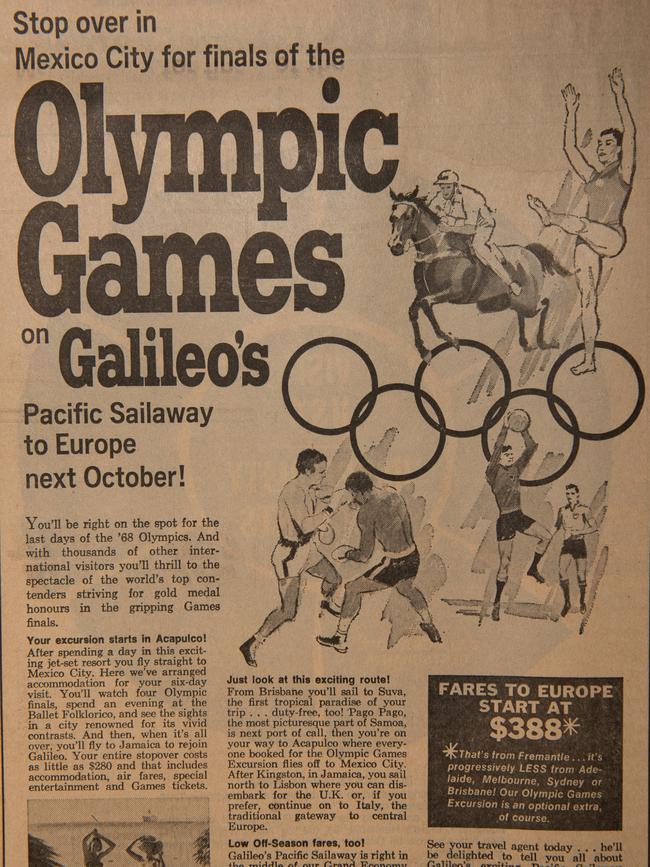 Stop over in
Mexico City for finals of the
Olympic
Games
on Galileo's
Pacific Sailaway
to Europe
next October!
You'll be right on the spot for the
last days of the '68 Olympics. And
with thousands of other inter-
national visitors you'll thrill to the
spectacle of the world's top con-
tenders striving for gold medal
honours in the gripping Games
finals.
Your excursion starts in Acapulco!
After spending a day in this excit-
ing jet-set resort you fly straight to
Mexico City. Here we've arranged
accommodation for your six-day
visit. You'll watch four Olympic
finals, spend an evening at the
Ballet Folklorico, and see the sights
in a city renowned for its vivid
contrasts. And then, when it's all
over, you'll fly to Jamaica to rejoin
Galileo. Your entire stopover costs
as little as $280 and that includes
accommodation, air fares, special
entertainment and Games tickets.
Just look at this exciting route!
From Brisbane you'll sail to Suva,
the first tropical paradise of your
trip . . . duty-free, too! Pago Pago,
the most picturesque part of Samoa,
is next port of call, then you're on
your way to Acapulco where every-
one booked for the Olympic Games
Excursion flies off to Mexico City.
After Kingston, in Jamaica, you sail
north to Lisbon where you can dis-
embark for the U.K. or, if you
prefer, continue on to Italy, the
traditional gateway to central
Europe.
Low Off-Season fares, too!
Galileo's Pacific Sailaway is right in
the middle of our Grand Economy
FARES TO EUROPE
START AT
$388*
*That's from Fremantle . . . it's
progressively LESS from Ade-
laide, Melbourne, Sydney or
Brisbane! Our Olympic Games
Excursion is an optional extra,
of course.
See your travel agent today . . . he'll
be delighted to tell you all about
Galileo's exciting Pacific